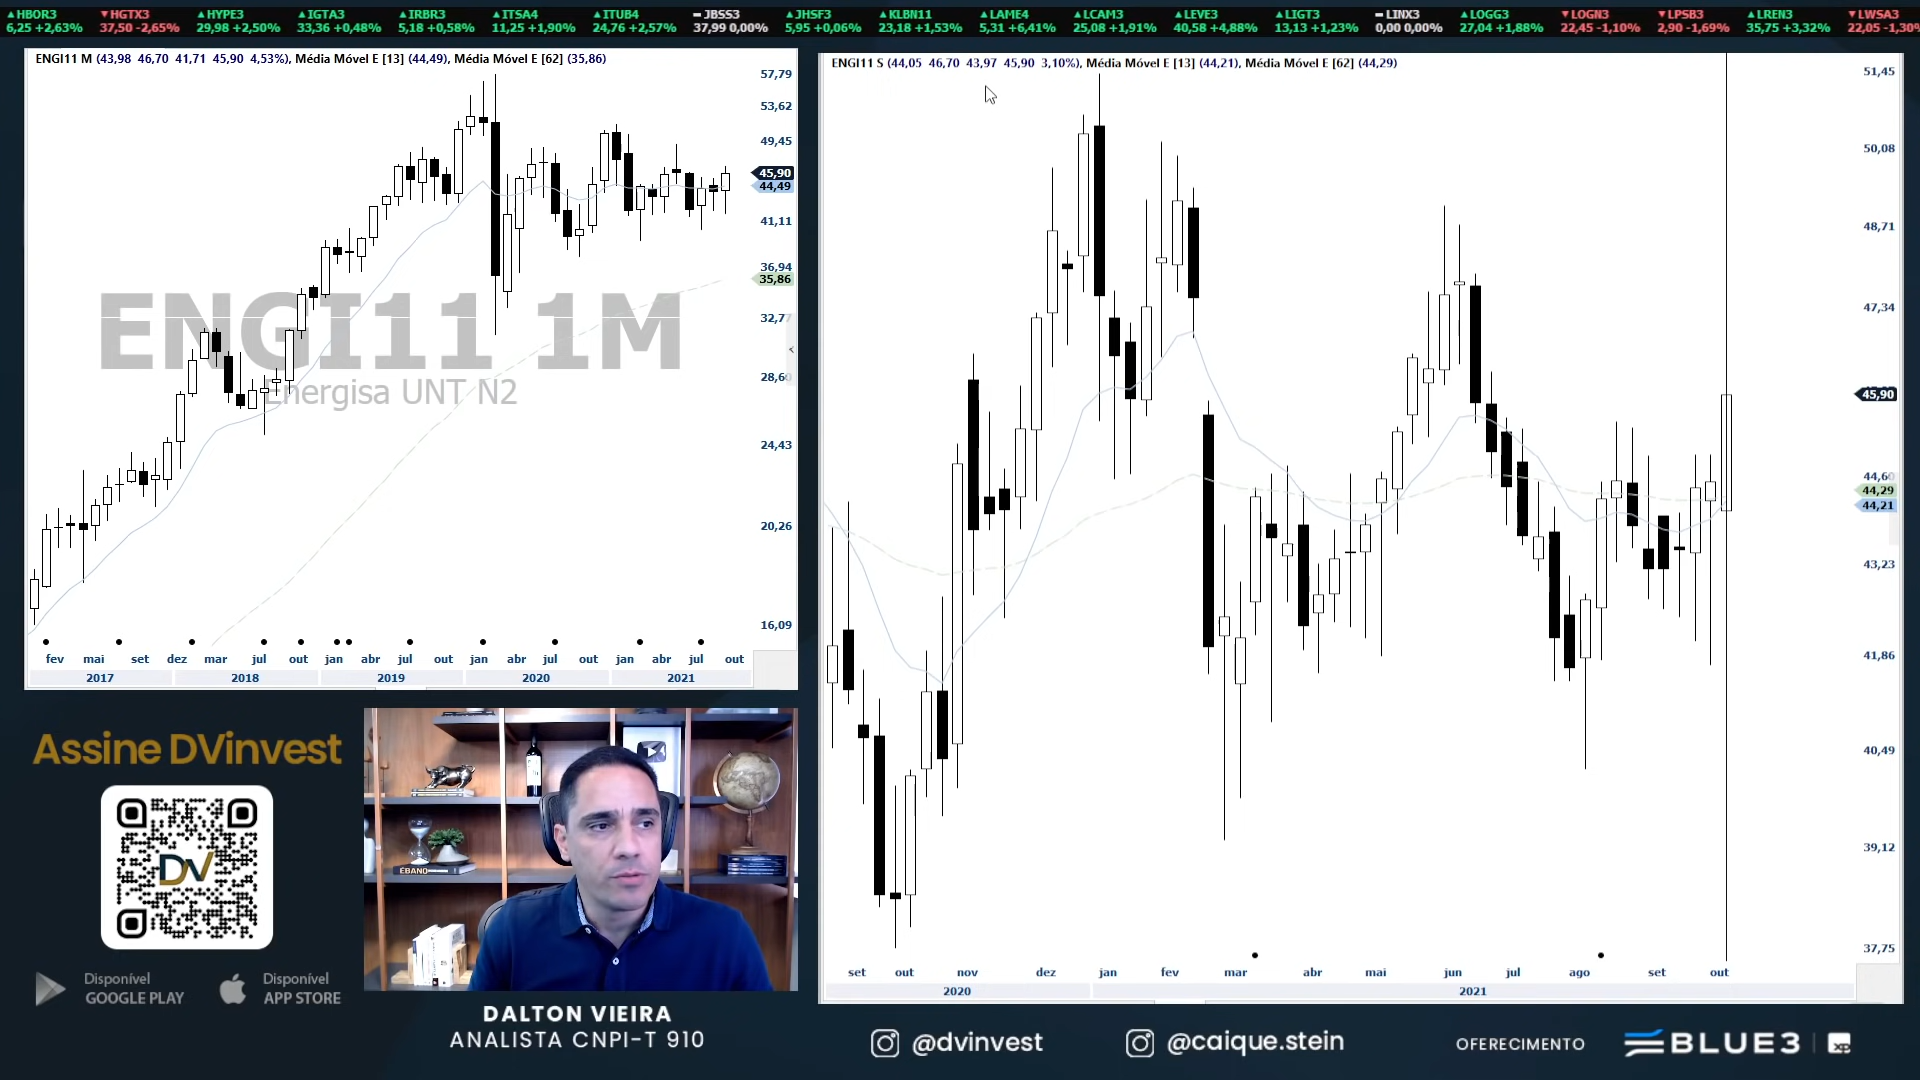 ▲HBOR3 ▼HGTX3 ▲HYPE3 ▲IGTA3 ▲IRBR3 ▲ITSA4 ▲ITUB4 ━JBSS3 ▲JHSF3 ▲KLBN11 ▲LAME4 ▲LCAM3 ▲LEVE3 ▲LIGT3 ━LINX3 ▲LOGG3 ▼LOGN3 ▼LPSB3 ▲LREN3 ▼LWSA3
6,25 +2,63% 37,50 -2,65% 29,98 +2,50% 33,36 +0,48% 5,18 +0,58% 11,25 +1,90% 24,76 +2,57% 37,99 0,00% 5,95 +0,06% 23,18 +1,53% 5,31 +6,41% 25,08 +1,91% 40,58 +4,88% 13,13 +1,23% 0,00 0,00% 27,04 +1,88% 22,45 -1,10% 2,90 -1,69% 35,75 +3,32% 22,05 -1,30%
ENGI11 M (43,98 46,70 41,71 45,90 4,53%), Média Móvel E [13] (44,49), Média Móvel E [62] (35,86)
57,79
53,62
49,45
45,90
44,49
41,11
36,94
35,86
32,77
28,60
24,43
20,26
16,09
ENGI11 1M
Energisa UNT N2
fev mai set dez mar jul out jan abr jul out jan abr jul out jan abr jul out
2017 2018 2019 2020 2021
ENGI11 S (44,05 46,70 43,97 45,90 3,10%), Média Móvel E [13] (44,21), Média Móvel E [62] (44,29)
51,45
50,08
48,71
47,34
45,90
44,60
44,29
44,21
43,23
41,86
40,49
39,12
37,75
set out nov dez jan fev mar abr mai jun jul ago set out
2020 2021
Assine DVinvest
DV
Disponível
GOOGLE PLAY
Disponível
APP STORE
ÉBANO
DALTON VIEIRA
ANALISTA CNPI-T 910
@dvinvest
@caique.stein
OFERECIMENTO
BLUE3
xp